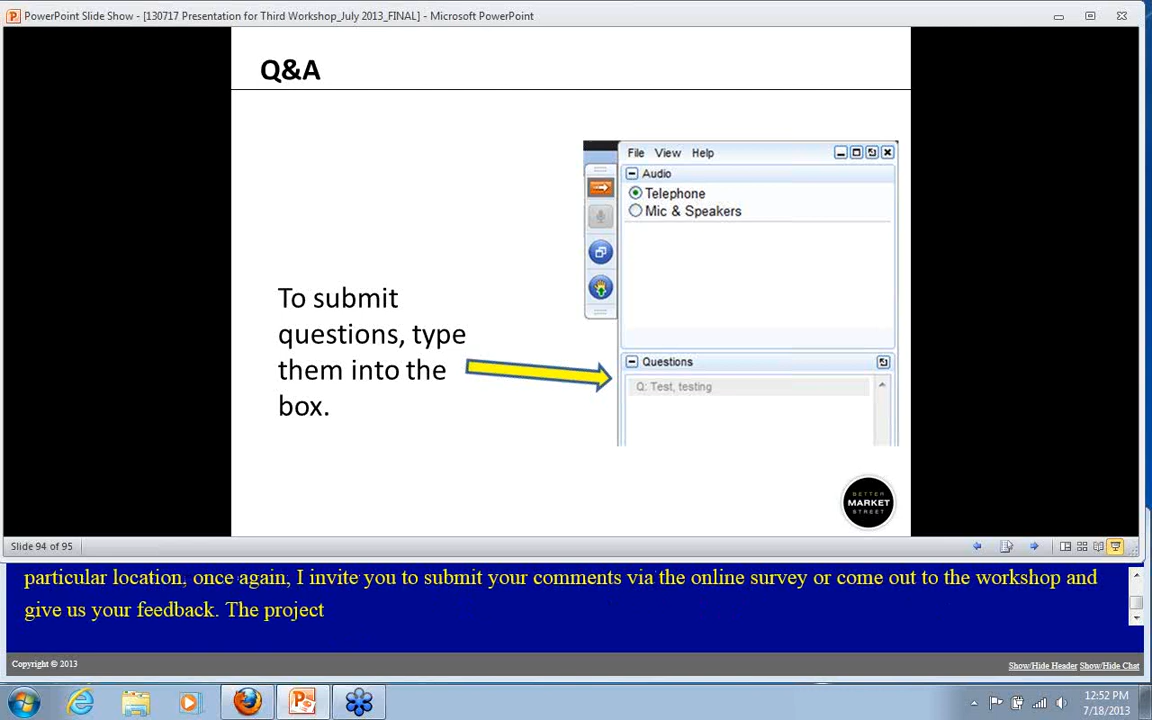 PowerPoint Slide Show - [130717 Presentation for Third Workshop_July 2013_FINAL] - Microsoft PowerPoint
Q&A
File View Help
Audio
Telephone
Mic & Speakers
To submit
questions, type
them into the
box.
Questions
Q: Test, testing
BETTER
MARKET
STREET
Slide 94 of 95
particular location, once again, I invite you to submit your comments via the online survey or come out to the workshop and
give us your feedback. The project
Copyright © 2013
Show/Hide Header Show/Hide Chat
12:52 PM
7/18/2013